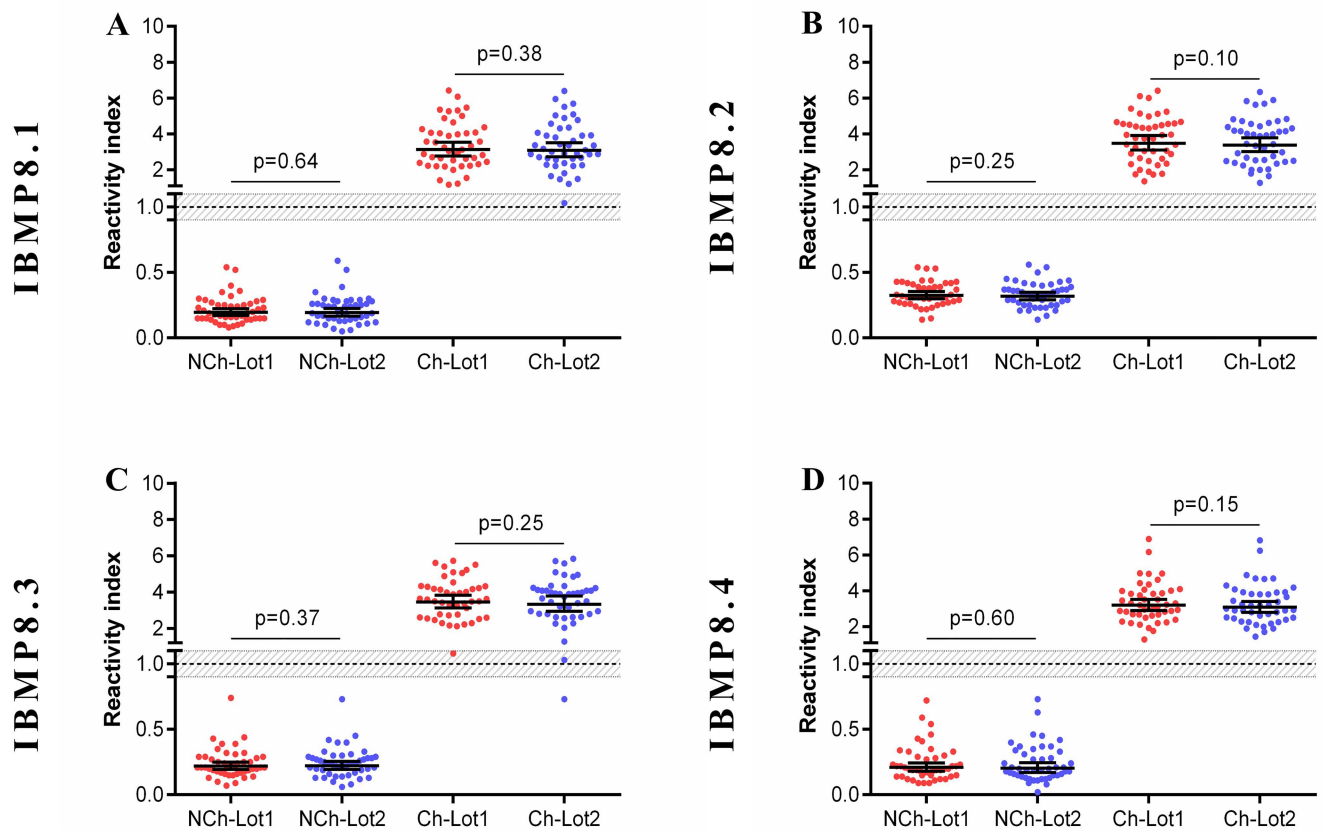 A
IBMP8.1
Reactivity index
10
8
6
4
2
1.0
0.5
0.0
p=0.64
p=0.38
NCh-Lot1 NCh-Lot2 Ch-Lot1 Ch-Lot2
B
IBMP8.2
Reactivity index
10
8
6
4
2
1.0
0.5
0.0
p=0.25
p=0.10
NCh-Lot1 NCh-Lot2 Ch-Lot1 Ch-Lot2
C
IBMP8.3
Reactivity index
10
8
6
4
2
1.0
0.5
0.0
p=0.37
p=0.25
NCh-Lot1 NCh-Lot2 Ch-Lot1 Ch-Lot2
D
IBMP8.4
Reactivity index
10
8
6
4
2
1.0
0.5
0.0
p=0.60
p=0.15
NCh-Lot1 NCh-Lot2 Ch-Lot1 Ch-Lot2